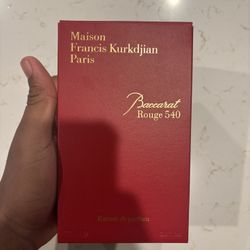 Maison
Francis Kurkdjian
Paris
Baccarat
Rouge 540
Extrait de parfum